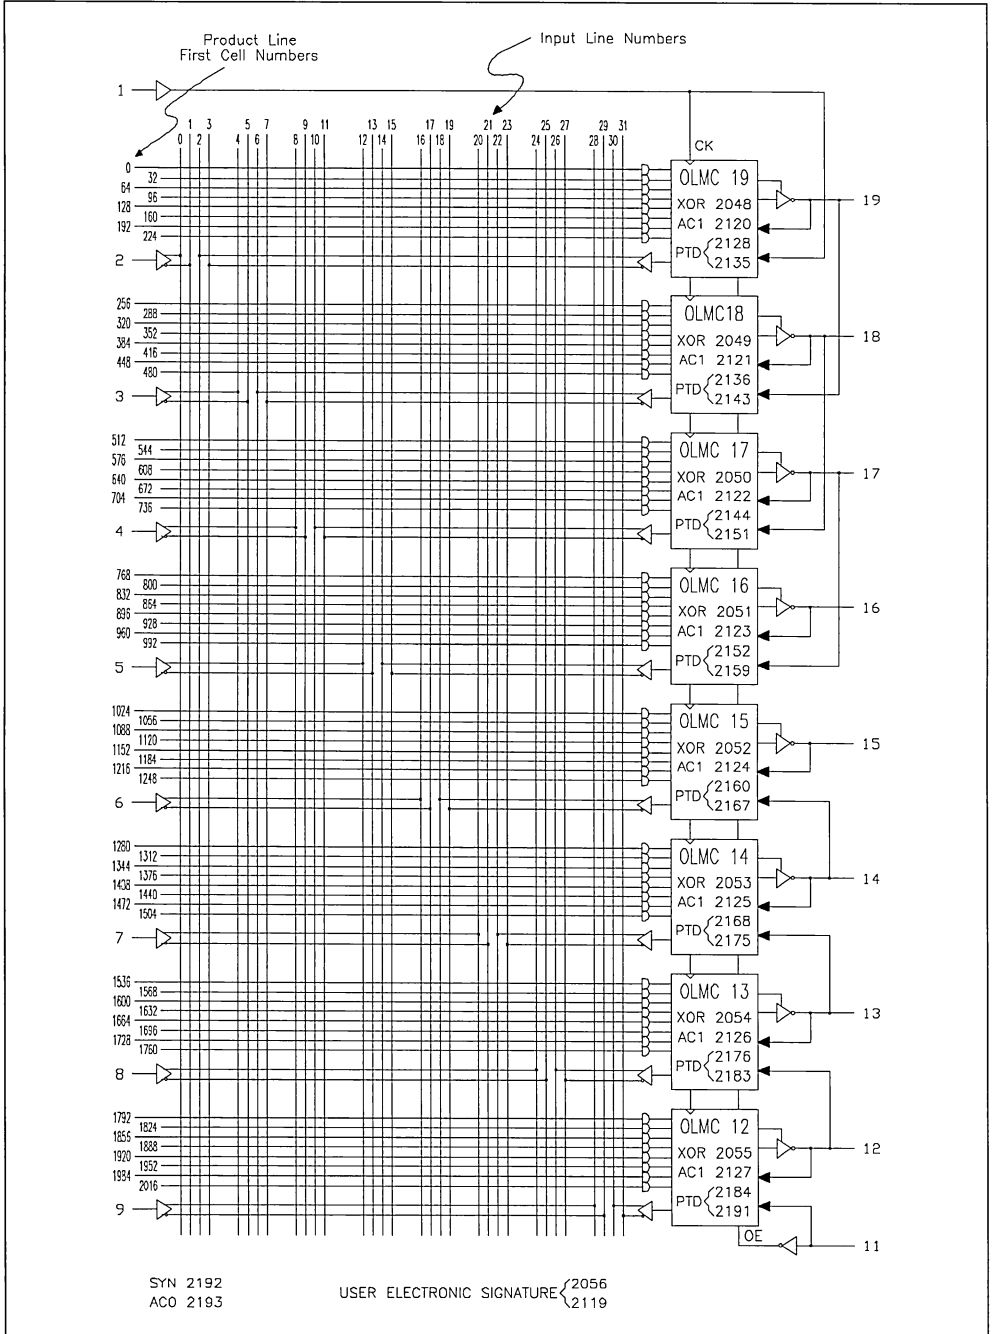 Product Line
First Cell Numbers
Input Line Numbers
1
1 3 5 7 9 11 13 15 17 19 21 23 25 27 29 31
0 2 4 6 8 10 12 14 16 18 20 22 24 26 28 30
CK
0
32
64
96
128
160
192
224
OLMC 19
XOR 2048
AC1 2120
PTD { 2128
2135
19
2
256
288
320
352
384
416
448
480
OLMC18
XOR 2049
AC1 2121
PTD { 2136
2143
18
3
512
544
576
608
640
672
704
736
OLMC 17
XOR 2050
AC1 2122
PTD { 2144
2151
17
4
768
800
832
864
896
928
960
992
OLMC 16
XOR 2051
AC1 2123
PTD { 2152
2159
16
5
1024
1056
1088
1120
1152
1184
1216
1248
OLMC 15
XOR 2052
AC1 2124
PTD { 2160
2167
15
6
1280
1312
1344
1376
1408
1440
1472
1504
OLMC 14
XOR 2053
AC1 2125
PTD { 2168
2175
14
7
1536
1568
1600
1632
1664
1696
1728
1760
OLMC 13
XOR 2054
AC1 2126
PTD { 2176
2183
13
8
1792
1824
1856
1888
1920
1952
1984
2016
OLMC 12
XOR 2055
AC1 2127
PTD { 2184
2191
12
9
OE
11
SYN 2192
AC0 2193
USER ELECTRONIC SIGNATURE { 2056
2119